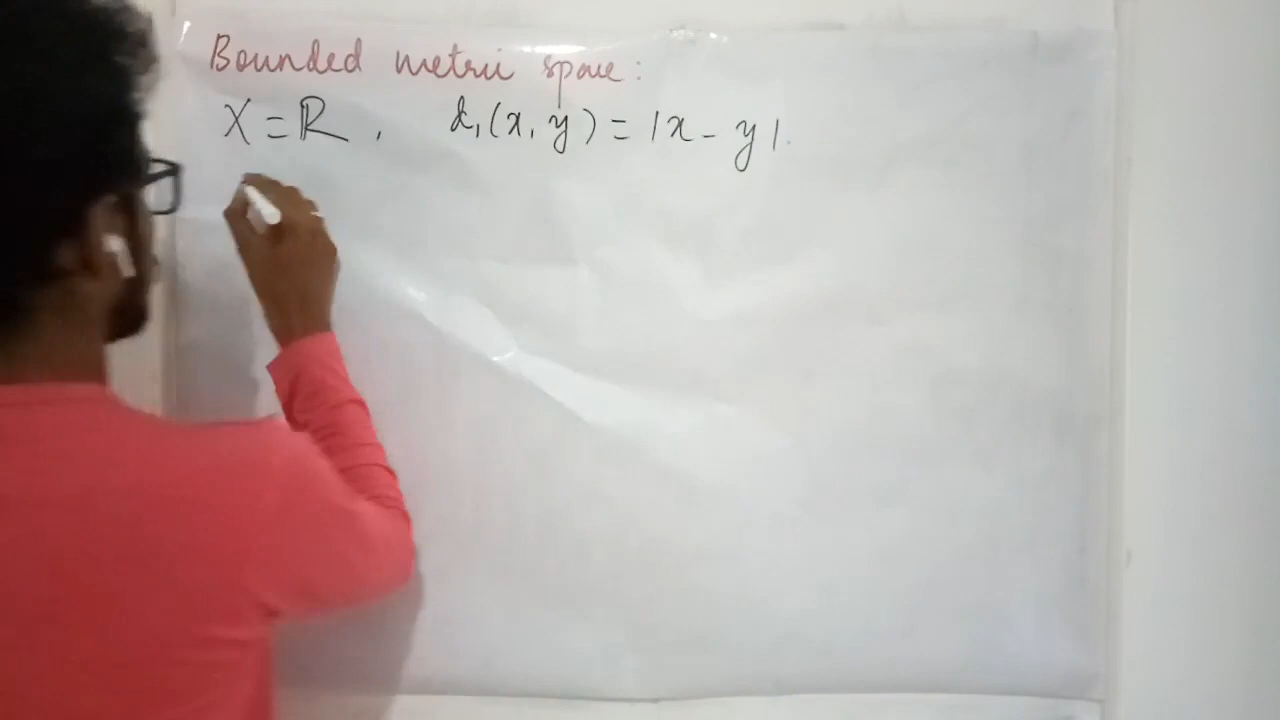 Bounded metric space:
X = ℝ, d₁(x, y) = |x - y|.